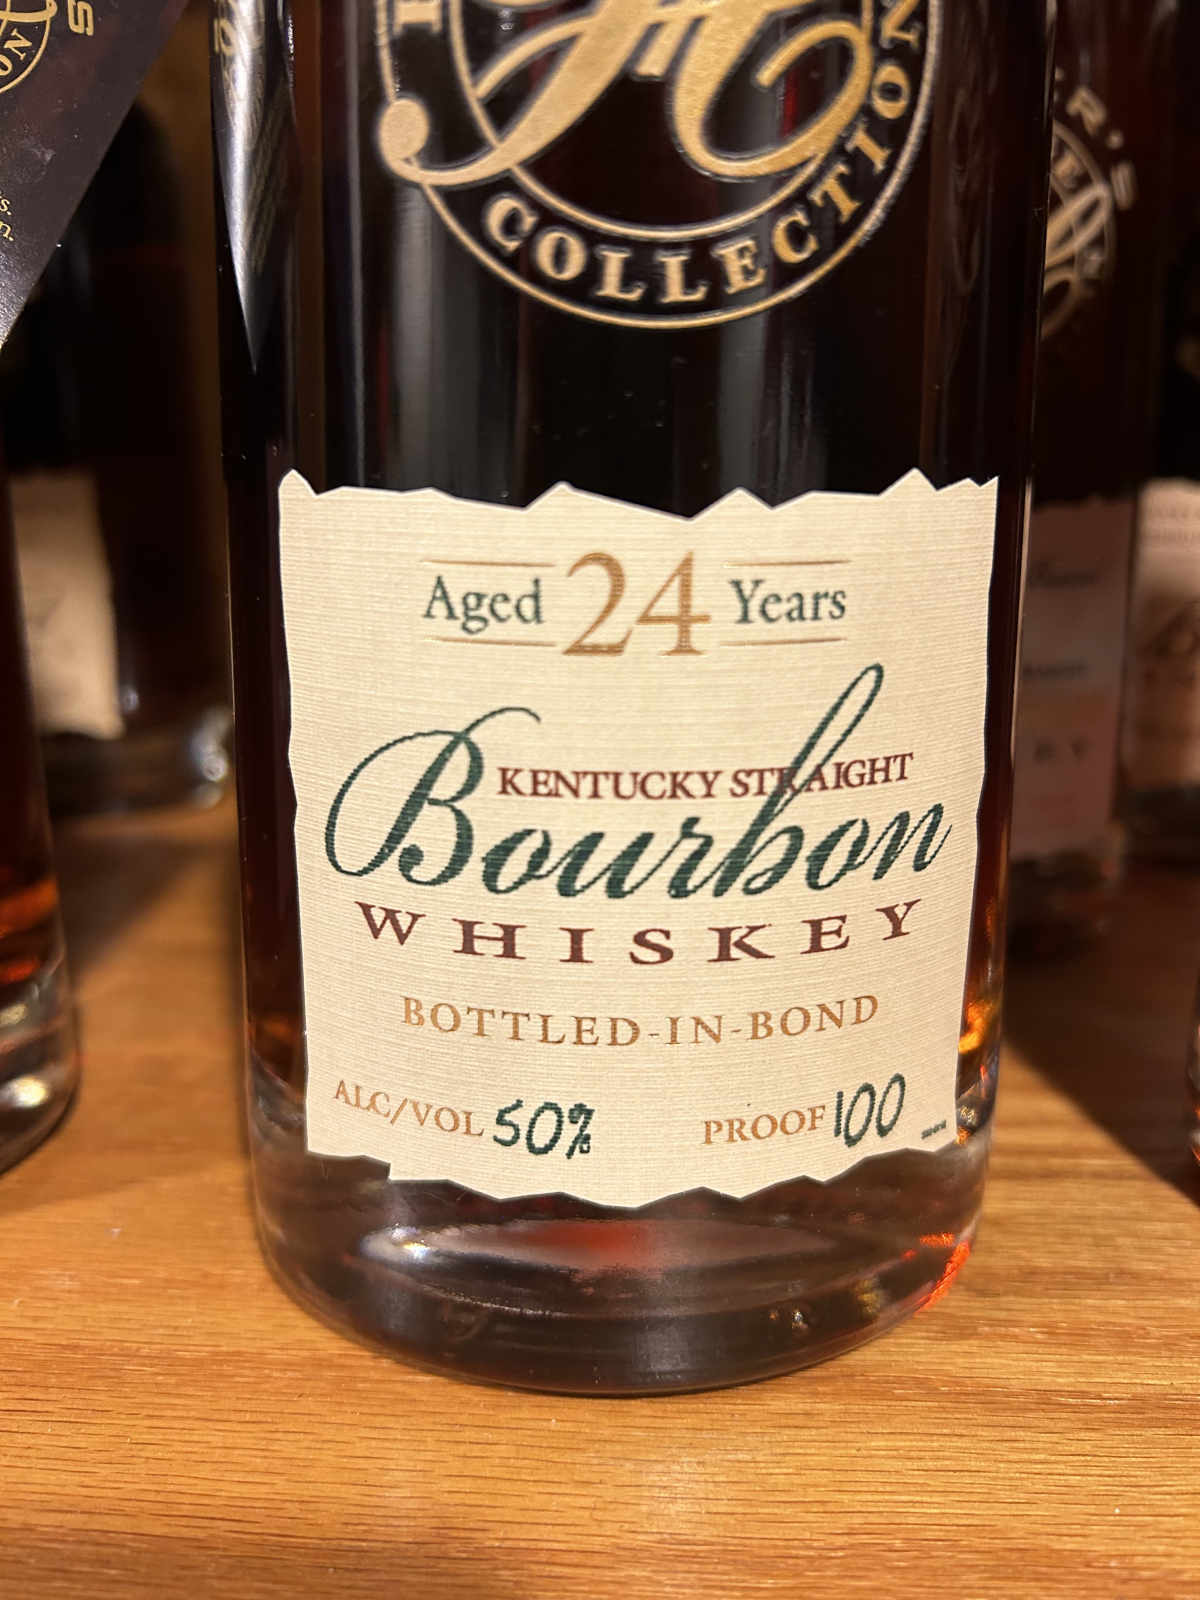 COLLECTION
Aged 24 Years
KENTUCKY STRAIGHT
Bourbon
WHISKEY
BOTTLED-IN-BOND
ALC/VOL 50% PROOF 100